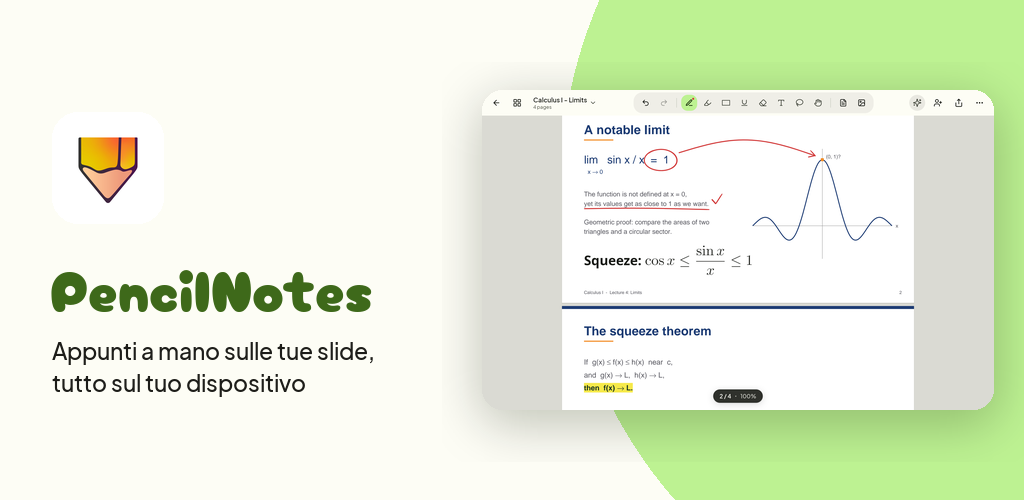 PencilNotes
Appunti a mano sulle tue slide,
tutto sul tuo dispositivo
Calculus I – Limits
4 pages
A notable limit
lim sin x / x = 1
x → 0
(0, 1)?
The function is not defined at x = 0,
yet its values get as close to 1 as we want.
Geometric proof: compare the areas of two
triangles and a circular sector.
x
Squeeze: cos x ≤ sin x / x ≤ 1
Calculus I · Lecture 4: Limits
2
The squeeze theorem
If g(x) ≤ f(x) ≤ h(x) near c,
and g(x) → L, h(x) → L,
then f(x) → L.
2 / 4 · 100%